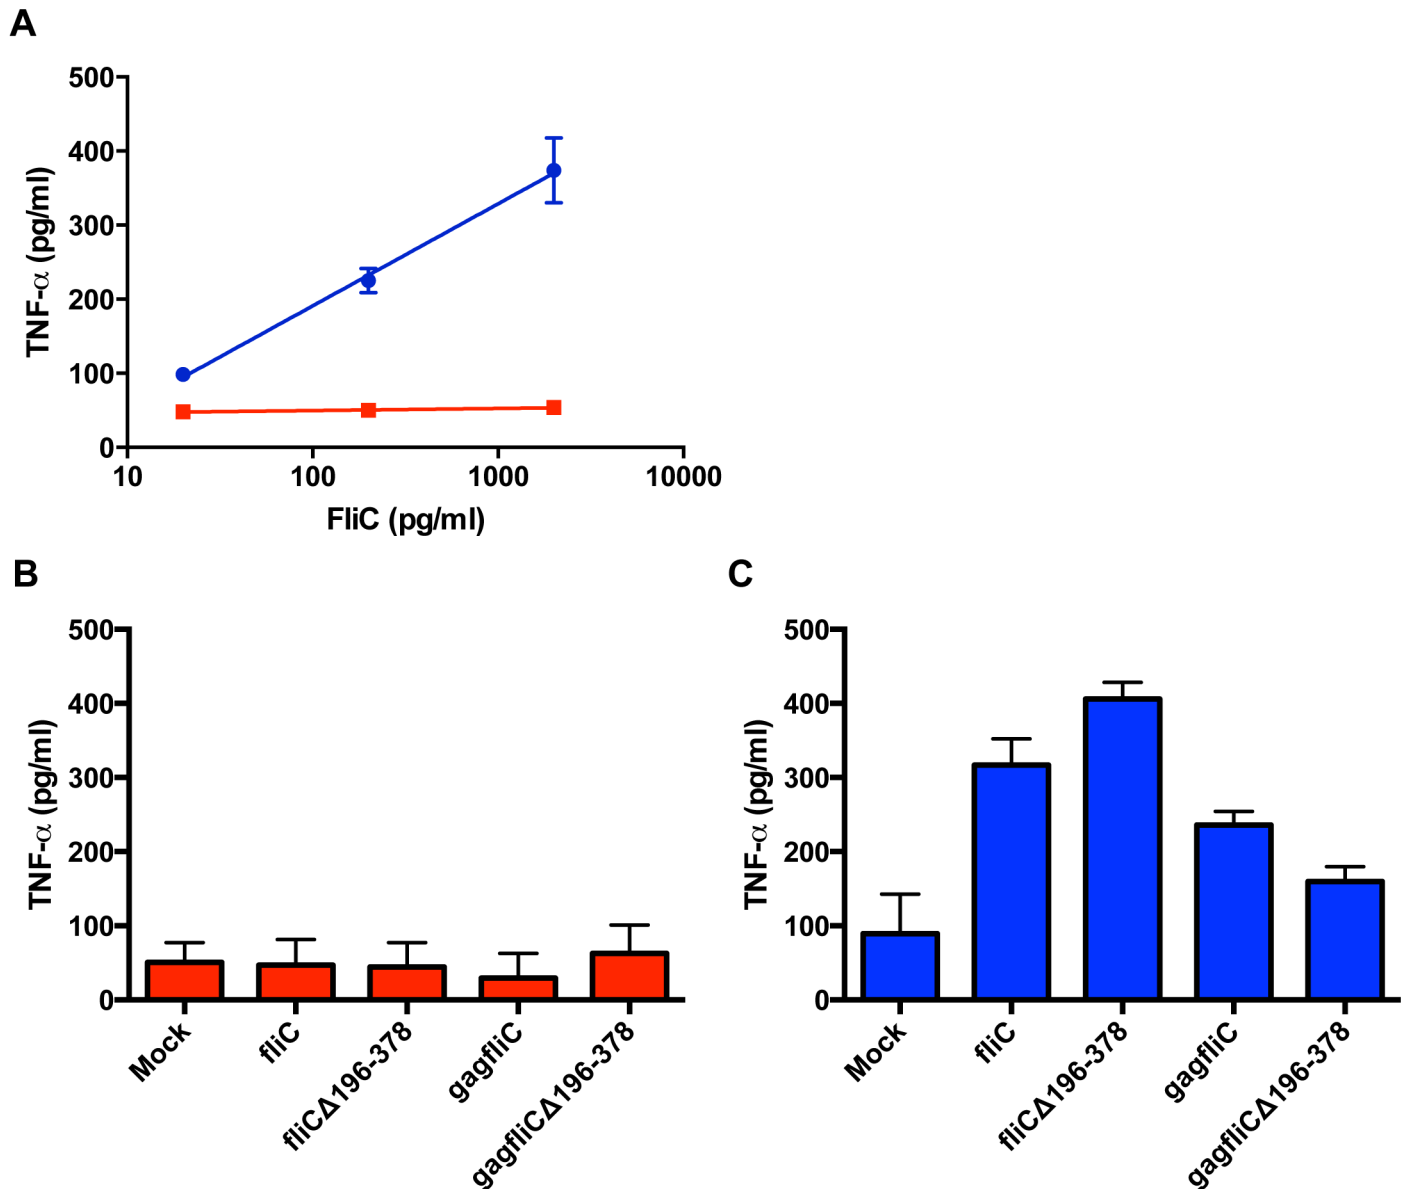 A
500
400
300
200
100
0
TNF-α (pg/ml)
10
100
1000
10000
FliC (pg/ml)
B
500
400
300
200
100
0
TNF-α (pg/ml)
Mock
fliC
fliCΔ196-378
gagfliC
gagfliCΔ196-378
C
500
400
300
200
100
0
TNF-α (pg/ml)
Mock
fliC
fliCΔ196-378
gagfliC
gagfliCΔ196-378